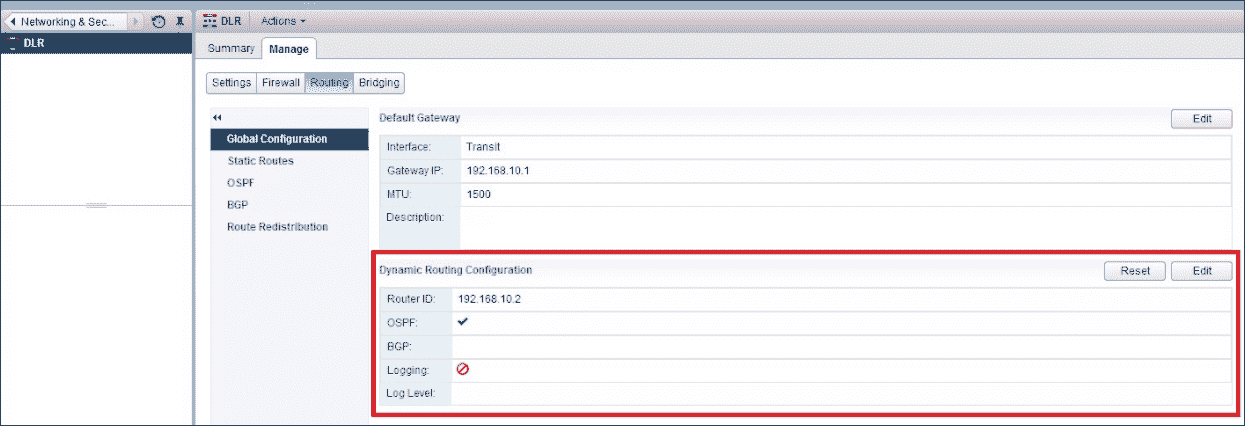 Networking & Sec...
DLR
Actions
DLR
Summary
Manage
Settings
Firewall
Routing
Bridging
Default Gateway
Edit
Global Configuration
Static Routes
OSPF
BGP
Route Redistribution
Interface: Transit
Gateway IP: 192.168.10.1
MTU: 1500
Description:
Dynamic Routing Configuration
Reset
Edit
Router ID: 192.168.10.2
OSPF:
BGP:
Logging:
Log Level: